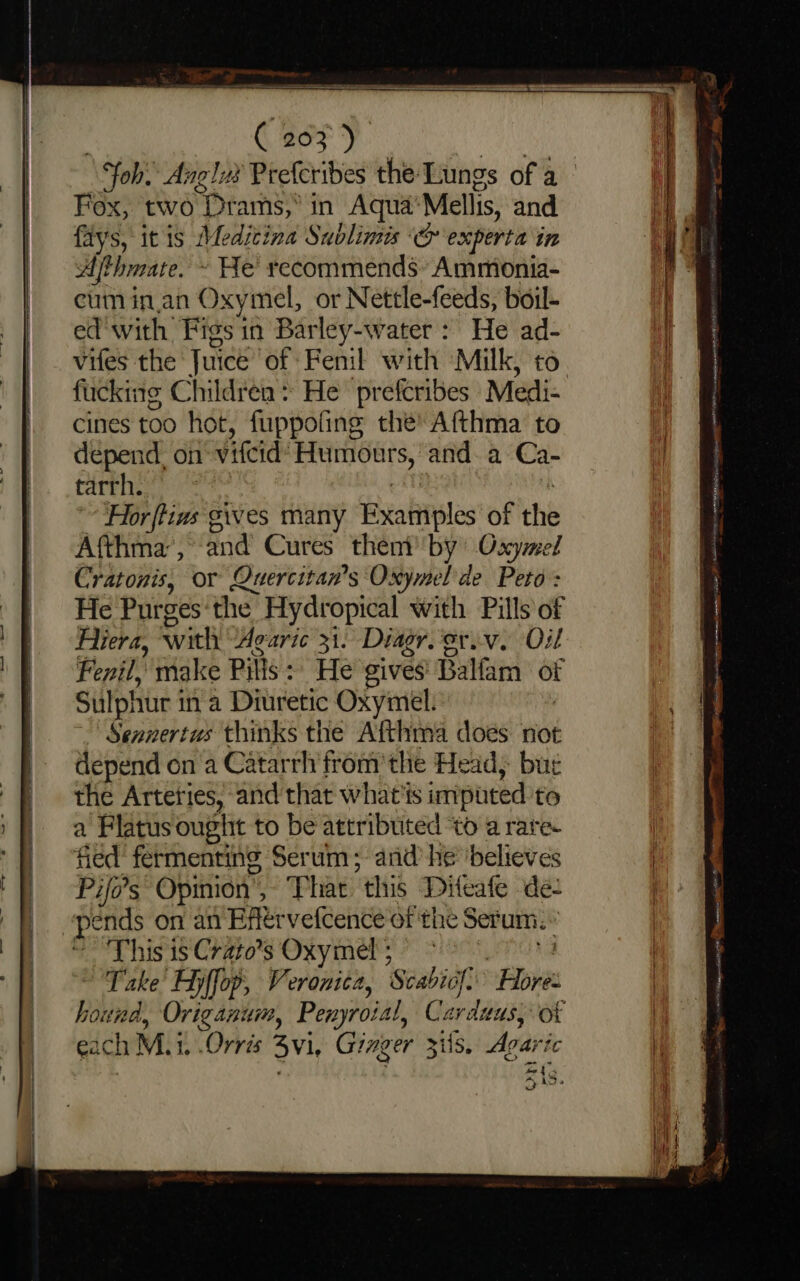 ( 203 )
Joh. Anglus Prefcribes the Lungs of a
Fox, two Drams, in Aqua Mellis, and
fays, it is Medicina Sublimis & experta in
Afthmate. He recommends Ammonia-
cum in an Oxymel, or Nettle-feeds, boil-
ed with Figs in Barley-water : He ad-
vifes the Juice of Fenil with Milk, to
fucking Children : He prefcribes Medi-
cines too hot, fuppofing the Afthma to
depend on vifcid Humours, and a Ca-
tarrh.
Horftius gives many Examples of the
Afthma, and Cures them by Oxymel
Cratonis, or Quercitan's Oxymel de Peto :
He Purges the Hydropical with Pills of
Hiera, with Agaric ʒi. Diagr. gr. v. Oil
Fenil, make Pills : He gives Balfam of
Sulphur in a Diuretic Oxymel.
Sennertus thinks the Afthma does not
depend on a Catarrh from the Head, but
the Arteries, and that what is imputed to
a Flatus ought to be attributed to a rare-
fied fermenting Serum ; and he believes
Pifo's Opinion, That this Difeafe de-
pends on an Effervefcence of the Serum.
This is Crato's Oxymel ;
Take Hyffop, Veronica, Scabiof. Hore-
hound, Origanum, Penyroial, Carduus, of
each M. i. Orris ℥vi, Ginger ʒifs. Agaric
ʒfs.